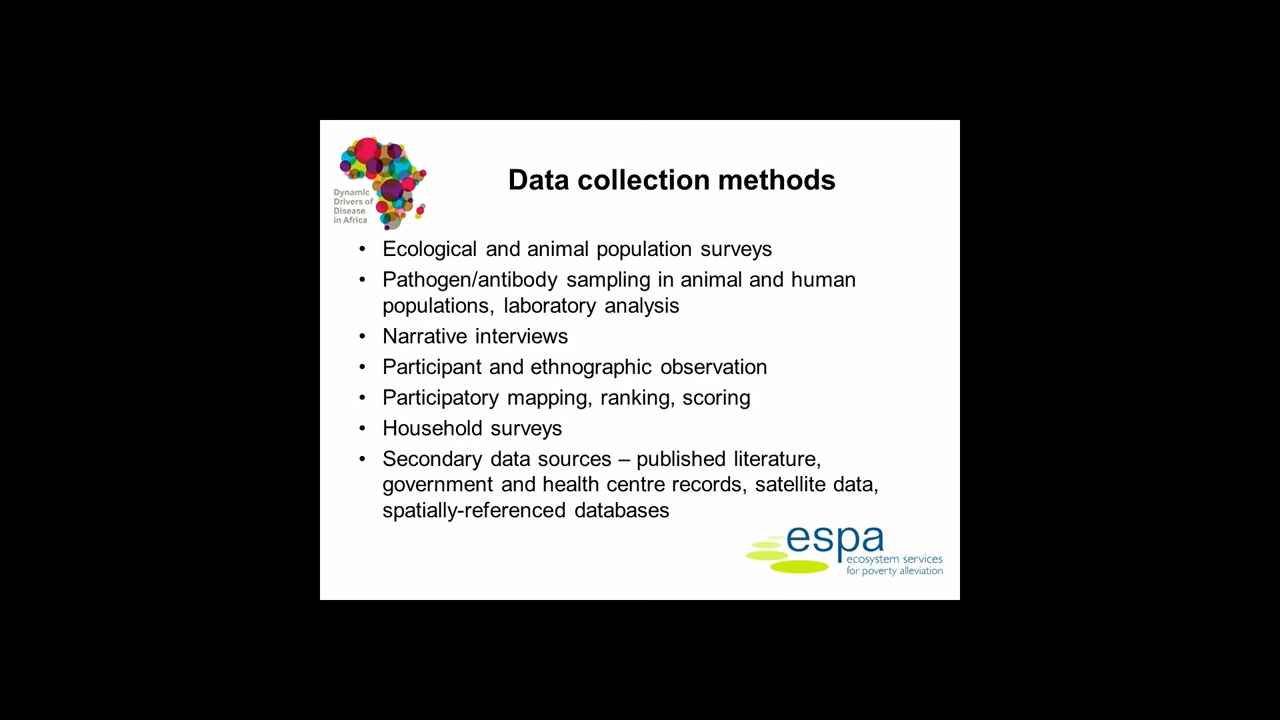 Dynamic
Drivers of
Disease
in Africa
Data collection methods
• Ecological and animal population surveys
• Pathogen/antibody sampling in animal and human
populations, laboratory analysis
• Narrative interviews
• Participant and ethnographic observation
• Participatory mapping, ranking, scoring
• Household surveys
• Secondary data sources – published literature,
government and health centre records, satellite data,
spatially-referenced databases
espa
ecosystem services
for poverty alleviation